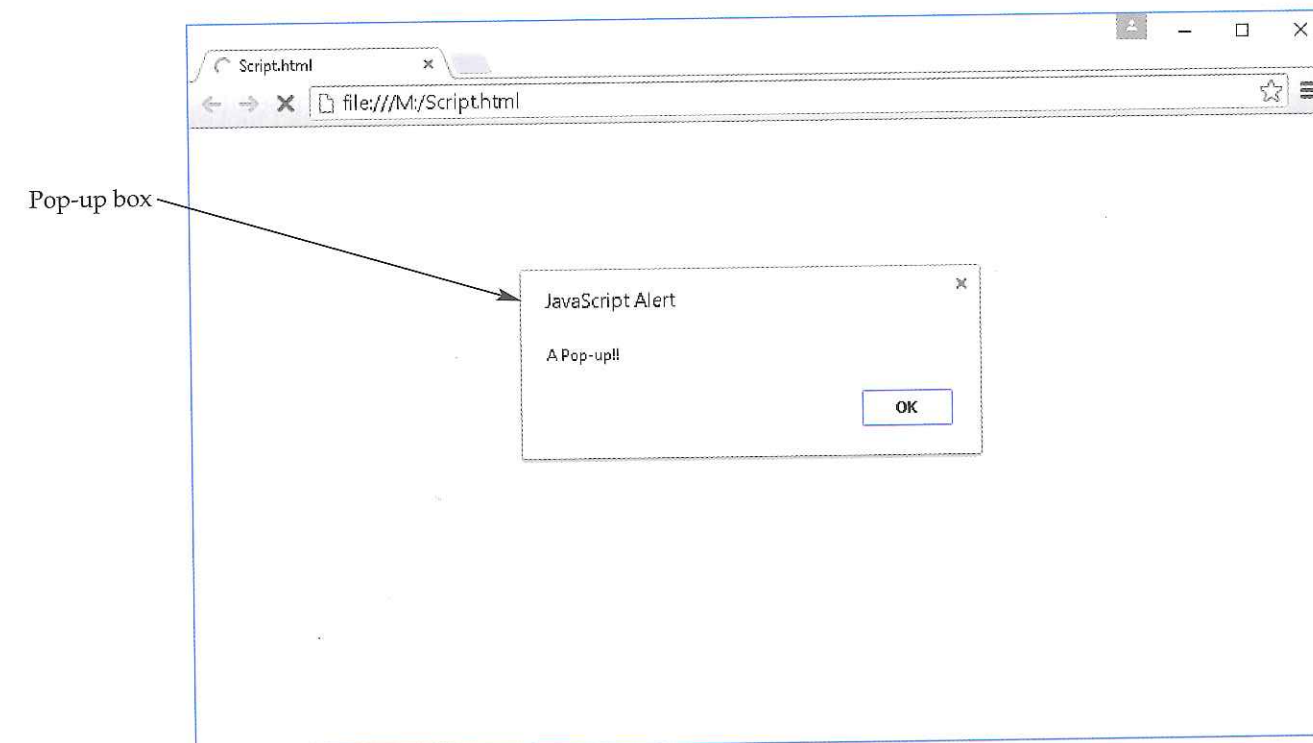 Script.html
file:///M:/Script.html
Pop-up box
JavaScript Alert
A Pop-up!!
OK